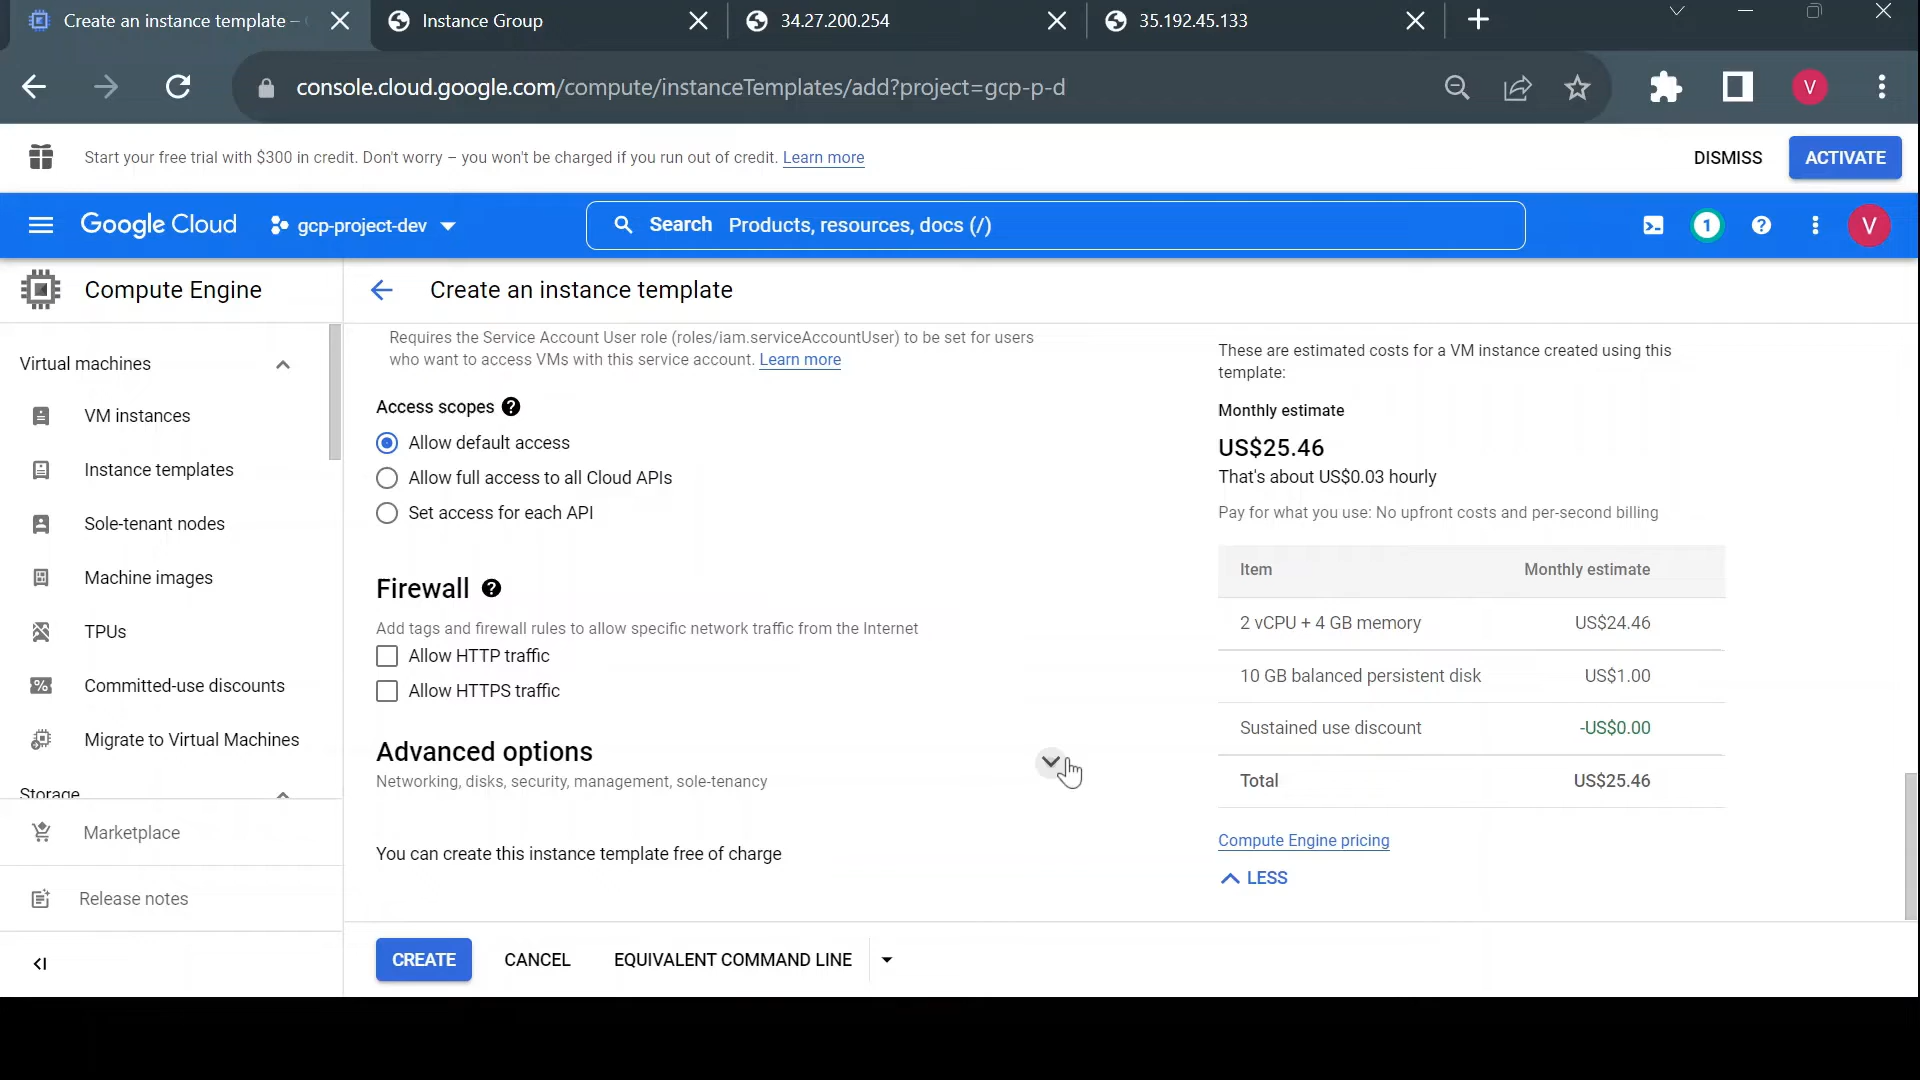 Create an instance template –
Instance Group
34.27.200.254
35.192.45.133
console.cloud.google.com/compute/instanceTemplates/add?project=gcp-p-d
V
Start your free trial with $300 in credit. Don't worry – you won't be charged if you run out of credit. Learn more
DISMISS
ACTIVATE
Google Cloud
gcp-project-dev
Search Products, resources, docs (/)
1
V
Compute Engine
Create an instance template
Virtual machines
VM instances
Instance templates
Sole-tenant nodes
Machine images
TPUs
Committed-use discounts
Migrate to Virtual Machines
Storage
Marketplace
Release notes
Requires the Service Account User role (roles/iam.serviceAccountUser) to be set for users
who want to access VMs with this service account. Learn more
Access scopes
Allow default access
Allow full access to all Cloud APIs
Set access for each API
Firewall
Add tags and firewall rules to allow specific network traffic from the Internet
Allow HTTP traffic
Allow HTTPS traffic
Advanced options
Networking, disks, security, management, sole-tenancy
You can create this instance template free of charge
These are estimated costs for a VM instance created using this
template:
Monthly estimate
US$25.46
That's about US$0.03 hourly
Pay for what you use: No upfront costs and per-second billing
Item Monthly estimate
2 vCPU + 4 GB memory US$24.46
10 GB balanced persistent disk US$1.00
Sustained use discount -US$0.00
Total US$25.46
Compute Engine pricing
LESS
CREATE
CANCEL
EQUIVALENT COMMAND LINE